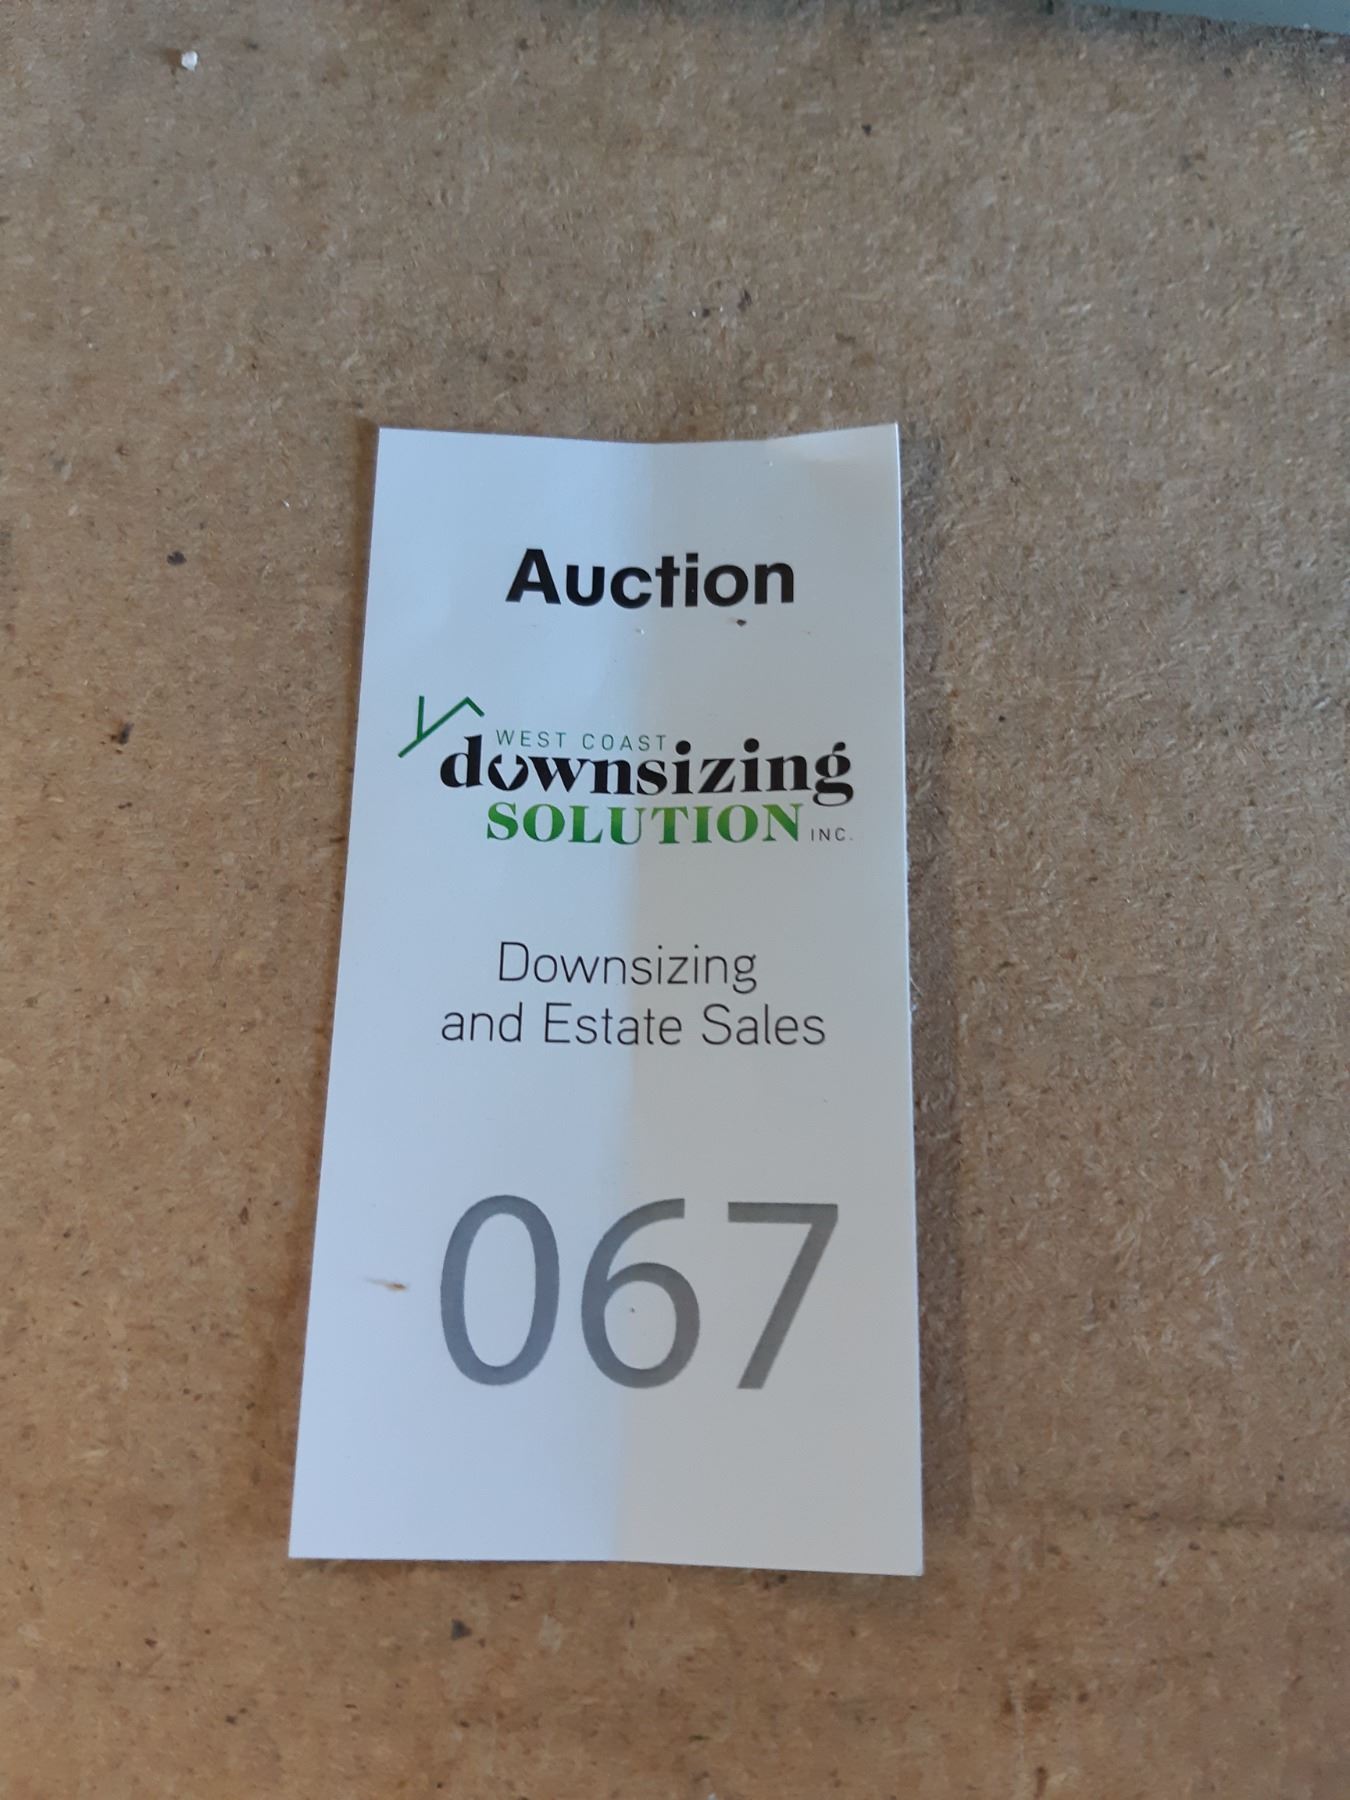 Auction
WEST COAST
downsizing
SOLUTION INC.
Downsizing
and Estate Sales
067